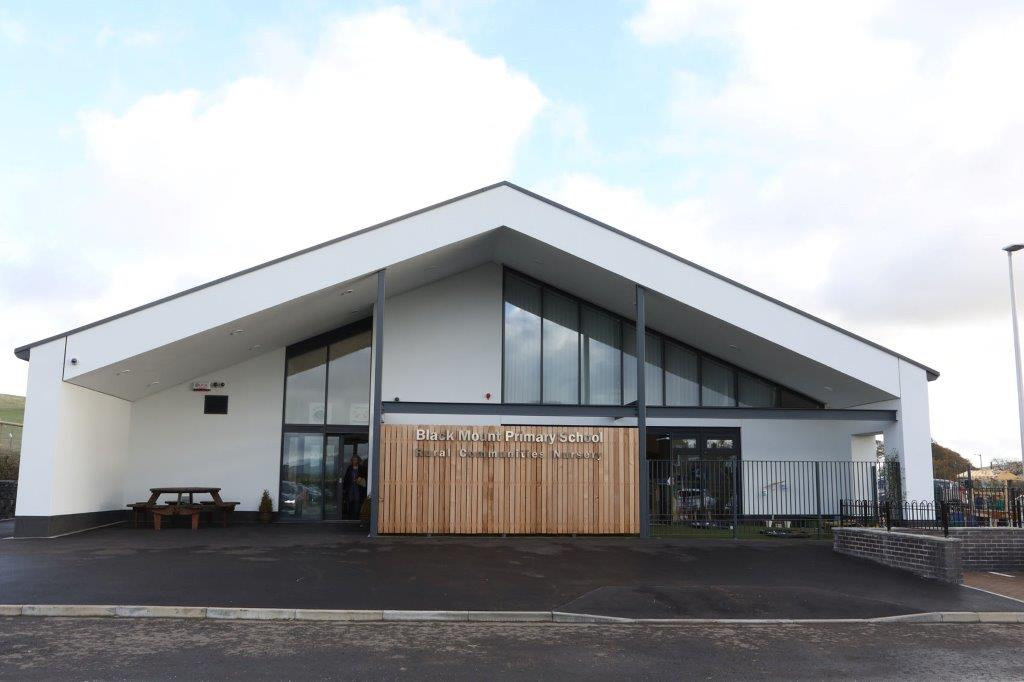 Black Mount Primary School
Rural Communities Nursery